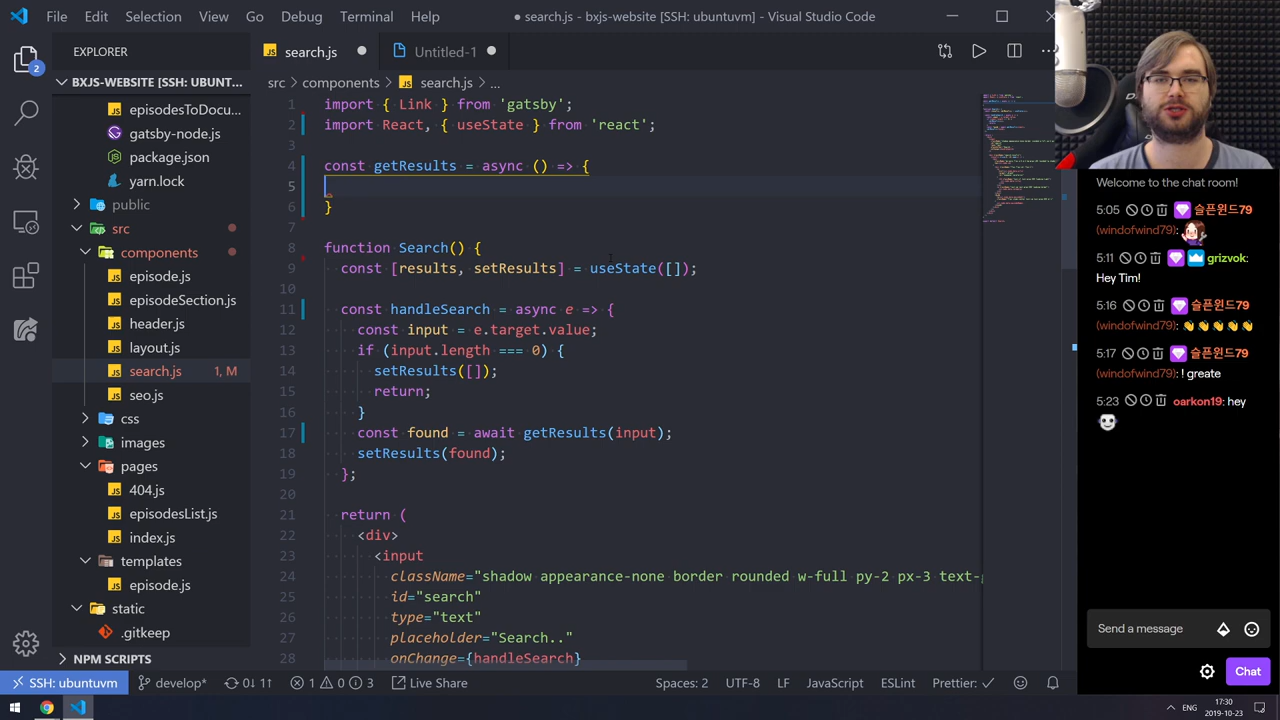 File Edit Selection View Go Debug Terminal Help
● search.js - bxjs-website [SSH: ubuntuvm] - Visual Studio Code
EXPLORER
BXJS-WEBSITE [SSH: UBUNT...
episodesToDocu...
gatsby-node.js
package.json
yarn.lock
public
src
components
episode.js
episodeSection.js
header.js
layout.js
search.js 1, M
seo.js
css
images
pages
404.js
episodesList.js
index.js
templates
episode.js
static
.gitkeep
NPM SCRIPTS
2
JS search.js
Untitled-1
src > components > JS search.js > ...
1 import { Link } from 'gatsby';
2 import React, { useState } from 'react';
3
4 const getResults = async () => {
5
6 }
7
8 function Search() {
9 const [results, setResults] = useState([]);
10
11 const handleSearch = async e => {
12 const input = e.target.value;
13 if (input.length === 0) {
14 setResults([]);
15 return;
16 }
17 const found = await getResults(input);
18 setResults(found);
19 };
20
21 return (
22 <div>
23 <input
24 className="shadow appearance-none border rounded w-full py-2 px-3 text-g
25 id="search"
26 type="text"
27 placeholder="Search.."
28 onChange={handleSearch}
Welcome to the chat room!
5:05 슬픈윈드79
(windofwind79):
5:11 grizvok:
Hey Tim!
5:16 슬픈윈드79
(windofwind79): 👏👏👏👏👏
5:17 슬픈윈드79
(windofwind79): ! greate
5:23 oarkon19: hey
Send a message
Chat
SSH: ubuntuvm develop* 0↓ 1↑ 1 0 3 Live Share
Spaces: 2 UTF-8 LF JavaScript ESLint Prettier: ✓
ENG
17:30
2019-10-23